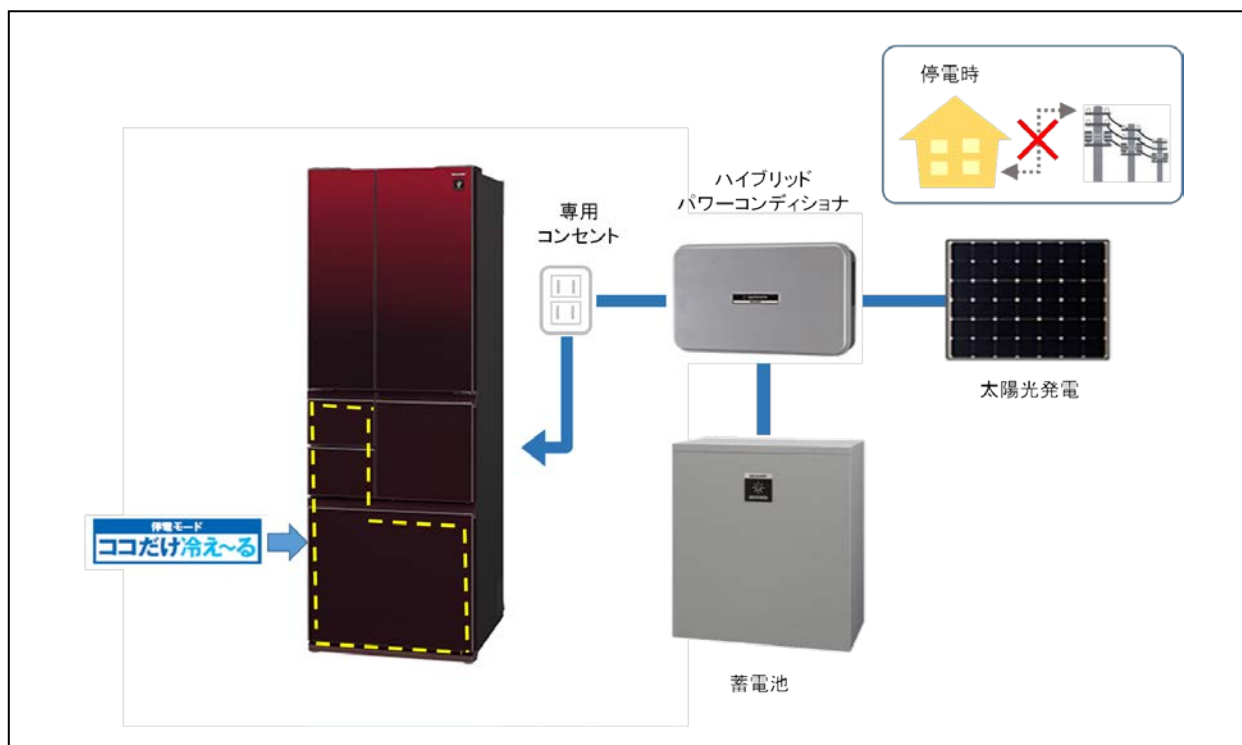 停電時
ハイブリッド
パワーコンディショナ
専用
コンセント
太陽光発電
停電モード
ココだけ冷え~る
蓄電池